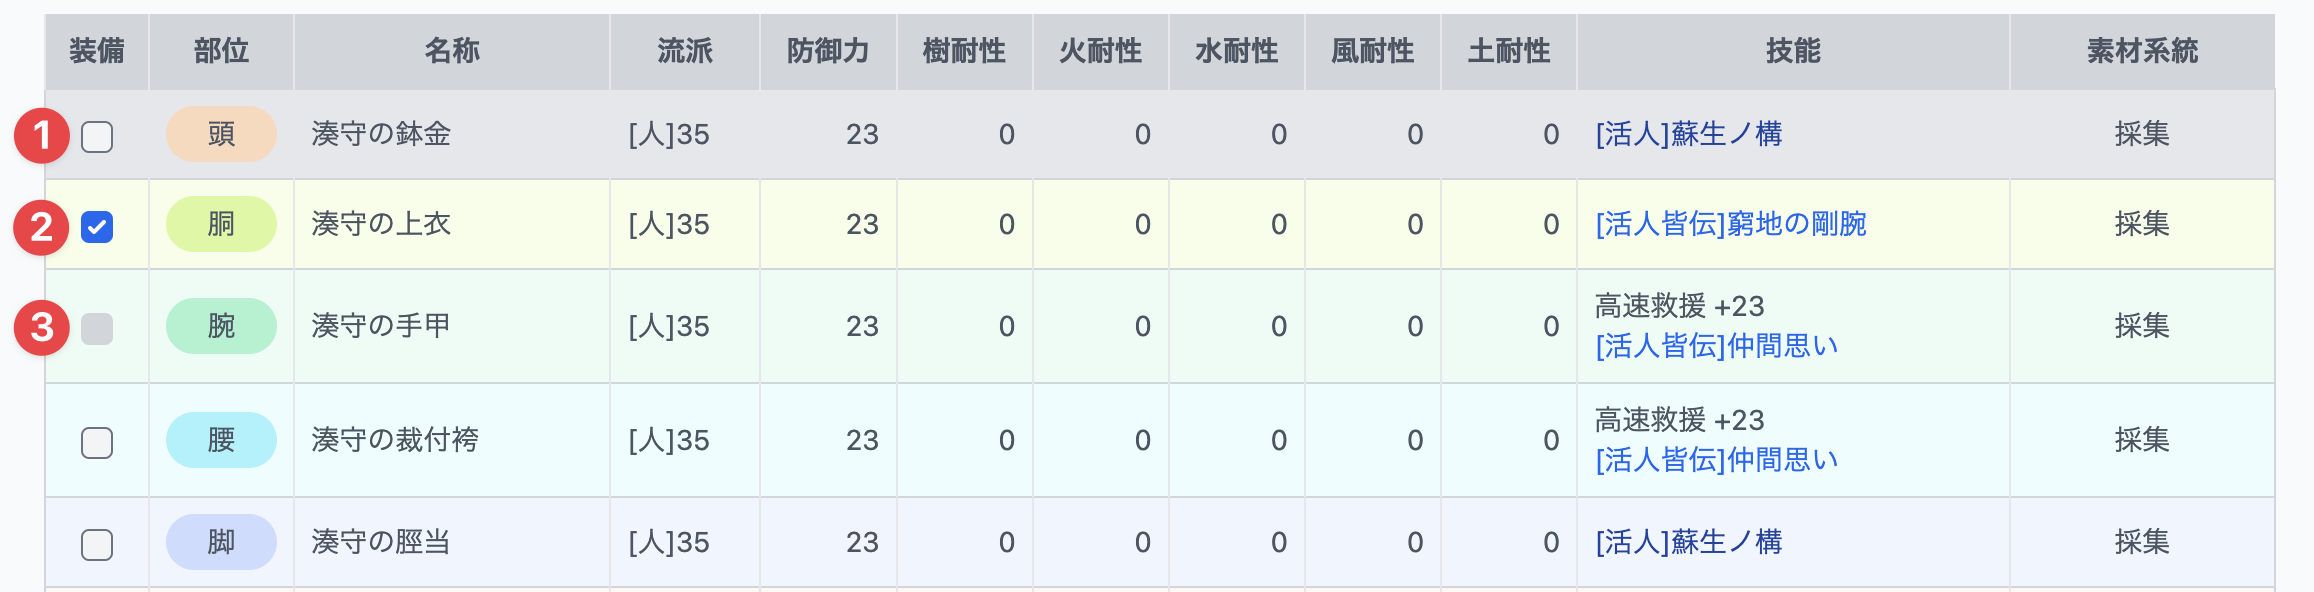 装備 部位 名称 流派 防御力 樹耐性 火耐性 水耐性 風耐性 土耐性 技能 素材系統
1 頭 湊守の鉢金 [人]35 23 0 0 0 0 0 [活人]蘇生ノ構 採集
2 胴 湊守の上衣 [人]35 23 0 0 0 0 0 [活人皆伝]窮地の剛腕 採集
3 腕 湊守の手甲 [人]35 23 0 0 0 0 0 高速救援 +23
[活人皆伝]仲間思い 採集
腰 湊守の裁付袴 [人]35 23 0 0 0 0 0 高速救援 +23
[活人皆伝]仲間思い 採集
脚 湊守の脛当 [人]35 23 0 0 0 0 0 [活人]蘇生ノ構 採集